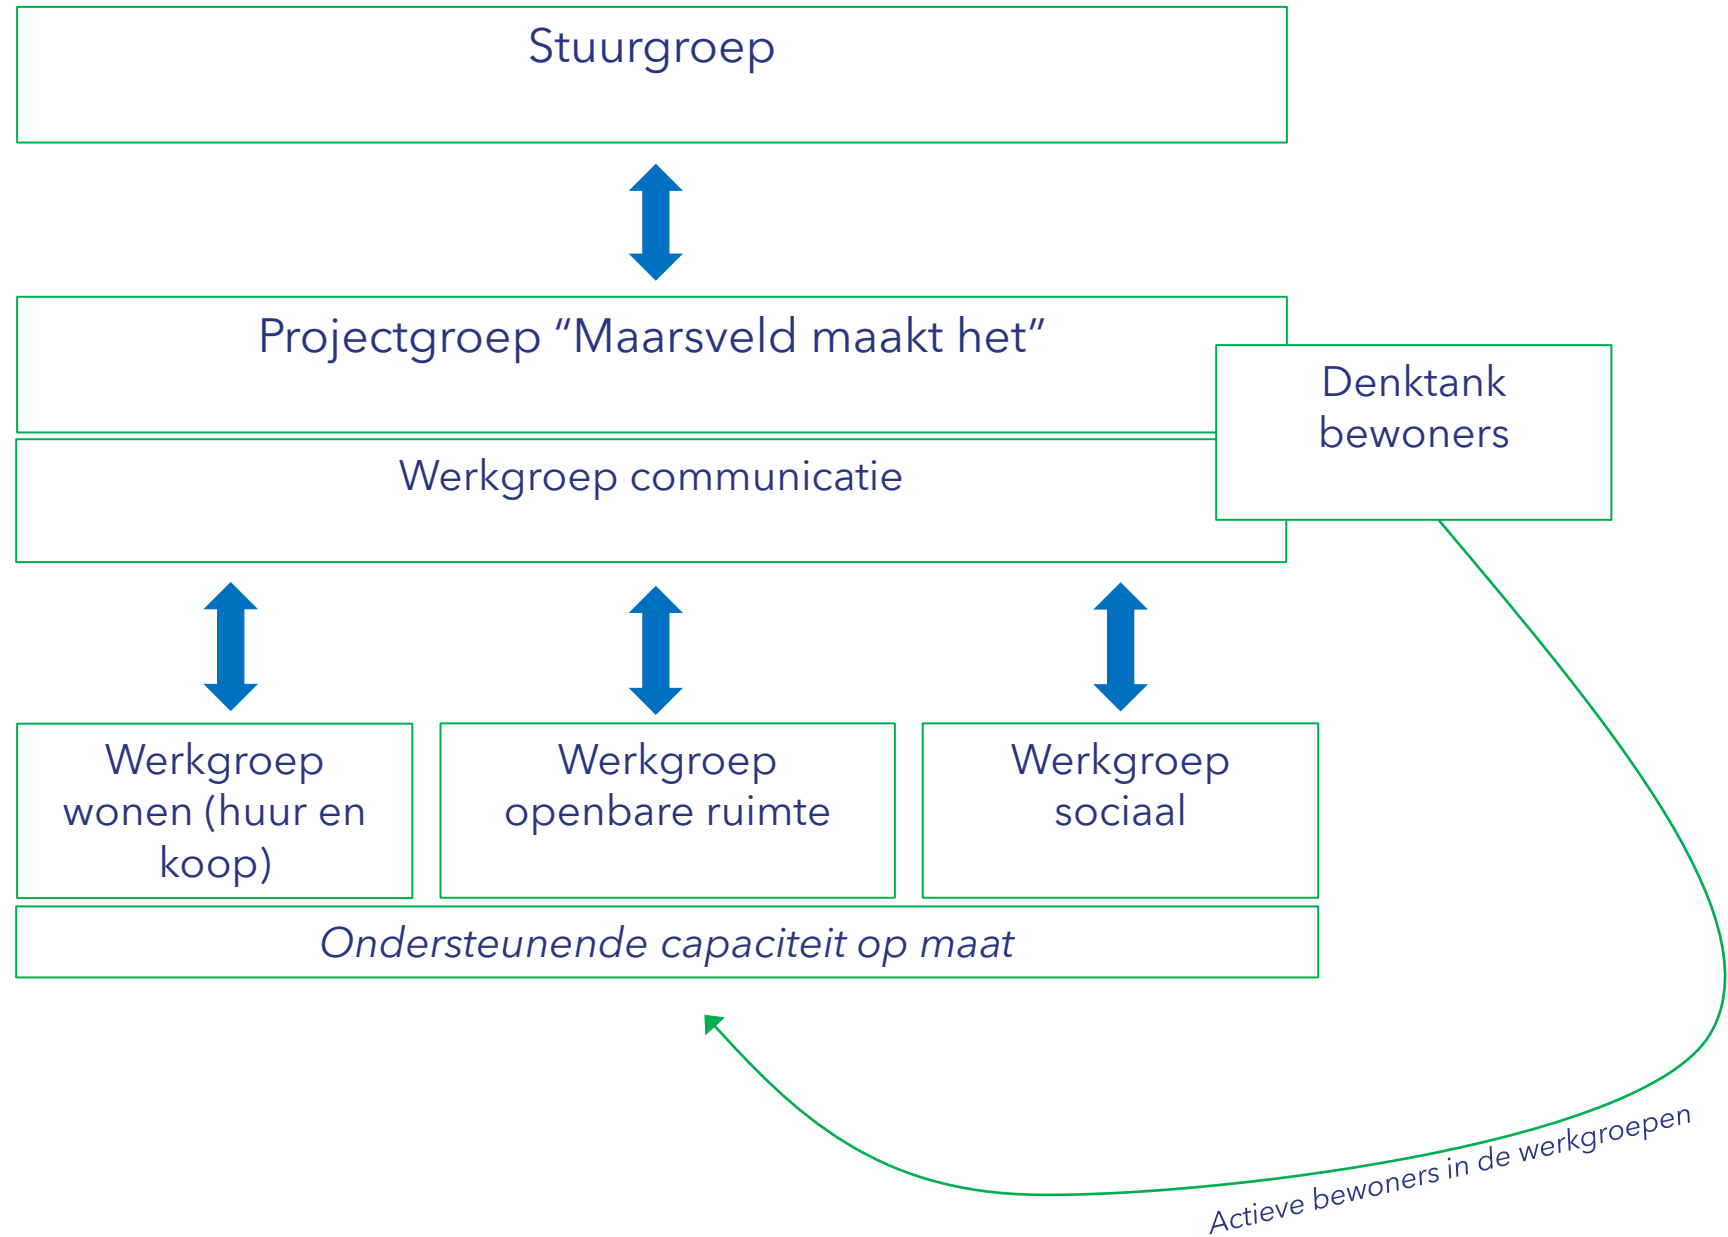 Stuurgroep
Projectgroep “Maarsveld maakt het”
Denktank
bewoners
Werkgroep communicatie
Werkgroep
wonen (huur en
koop)
Werkgroep
openbare ruimte
Werkgroep
sociaal
Ondersteunende capaciteit op maat
Actieve bewoners in de werkgroepen